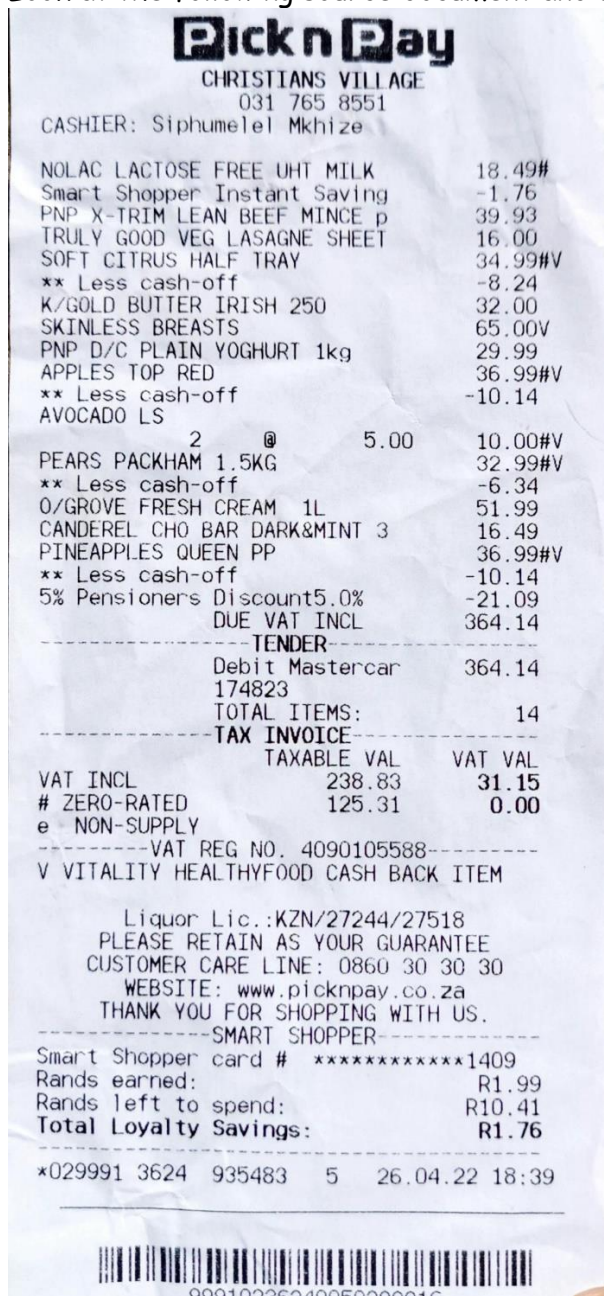 Pick n Pay
CHRISTIANS VILLAGE
031 765 8551
CASHIER: Siphumelel Mkhize
NOLAC LACTOSE FREE UHT MILK 18.49#
Smart Shopper Instant Saving -1.76
PNP X-TRIM LEAN BEEF MINCE p 39.93
TRULY GOOD VEG LASAGNE SHEET 16.00
SOFT CITRUS HALF TRAY 34.99#V
** Less cash-off -8.24
K/GOLD BUTTER IRISH 250 32.00
SKINLESS BREASTS 65.00V
PNP D/C PLAIN YOGHURT 1kg 29.99
APPLES TOP RED 36.99#V
** Less cash-off -10.14
AVOCADO LS
2 @ 5.00 10.00#V
PEARS PACKHAM 1.5KG 32.99#V
** Less cash-off -6.34
O/GROVE FRESH CREAM 1L 51.99
CANDEREL CHO BAR DARK&MINT 3 16.49
PINEAPPLES QUEEN PP 36.99#V
** Less cash-off -10.14
5% Pensioners Discount5.0% -21.09
DUE VAT INCL 364.14
TENDER
Debit Mastercar 364.14
174823
TOTAL ITEMS: 14
TAX INVOICE
TAXABLE VAL VAT VAL
VAT INCL 238.83 31.15
# ZERO-RATED 125.31 0.00
e NON-SUPPLY
VAT REG NO. 4090105588
V VITALITY HEALTHYFOOD CASH BACK ITEM
Liquor Lic.:KZN/27244/27518
PLEASE RETAIN AS YOUR GUARANTEE
CUSTOMER CARE LINE: 0860 30 30 30
WEBSITE: www.picknpay.co.za
THANK YOU FOR SHOPPING WITH US.
SMART SHOPPER
Smart Shopper card # ************1409
Rands earned: R1.99
Rands left to spend: R10.41
Total Loyalty Savings: R1.76
*029991 3624 935483 5 26.04.22 18:39